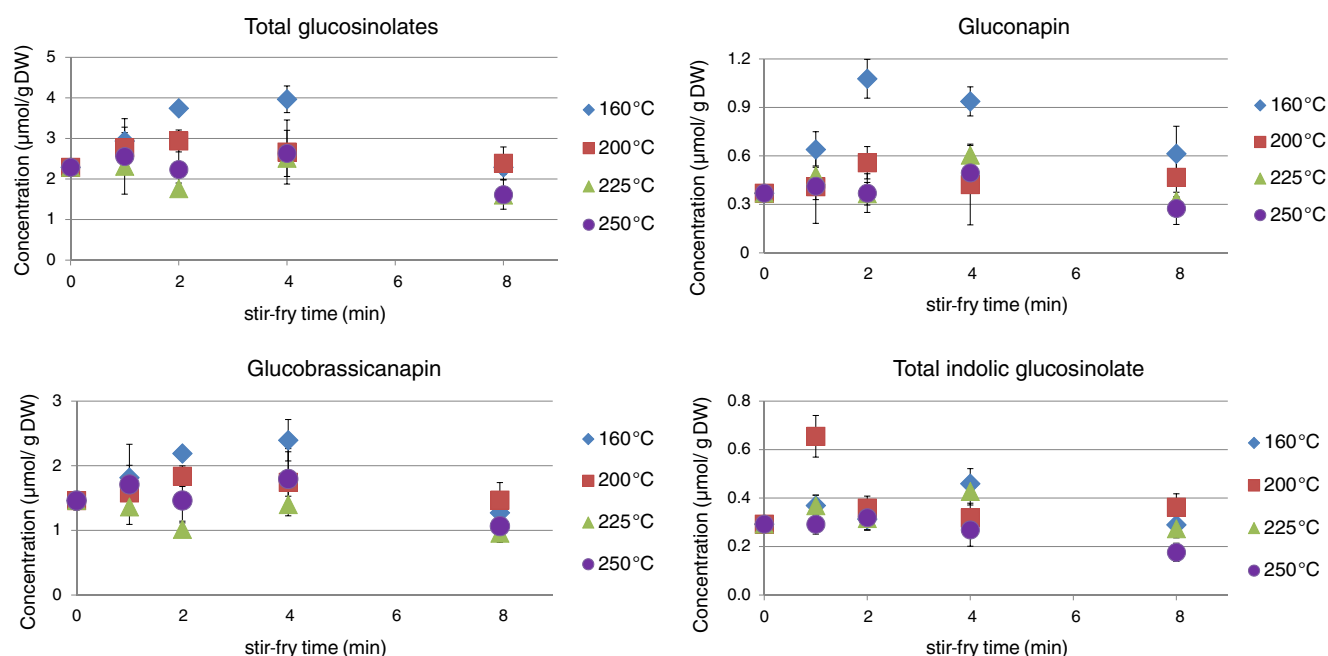 Total glucosinolates
Concentration (μmol/ g DW)
5
4
3
2
1
0
0 2 4 6 8
stir-fry time (min)
160°C
200°C
225°C
250°C
Gluconapin
Concentration (μmol/ g DW)
1.2
0.9
0.6
0.3
0
0 2 4 6 8
stir-fry time (min)
160°C
200°C
225°C
250°C
Glucobrassicanapin
Concentration (μmol/ g DW)
3
2
1
0
0 2 4 6 8
stir-fry time (min)
160°C
200°C
225°C
250°C
Total indolic glucosinolate
Concentration (μmol/ g DW)
0.8
0.6
0.4
0.2
0.0
0 2 4 6 8
stir-fry time (min)
160°C
200°C
225°C
250°C